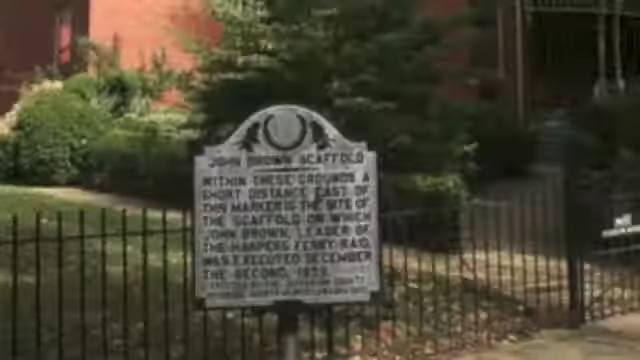 JOHN BROWN SCAFFOLD
WITHIN THESE GROUNDS A
SHORT DISTANCE EAST OF
THIS MARKER IS THE SITE OF
THE SCAFFOLD ON WHICH
JOHN BROWN, LEADER OF
THE HARPERS FERRY RAID,
WAS EXECUTED DECEMBER
THE SECOND, 1859.